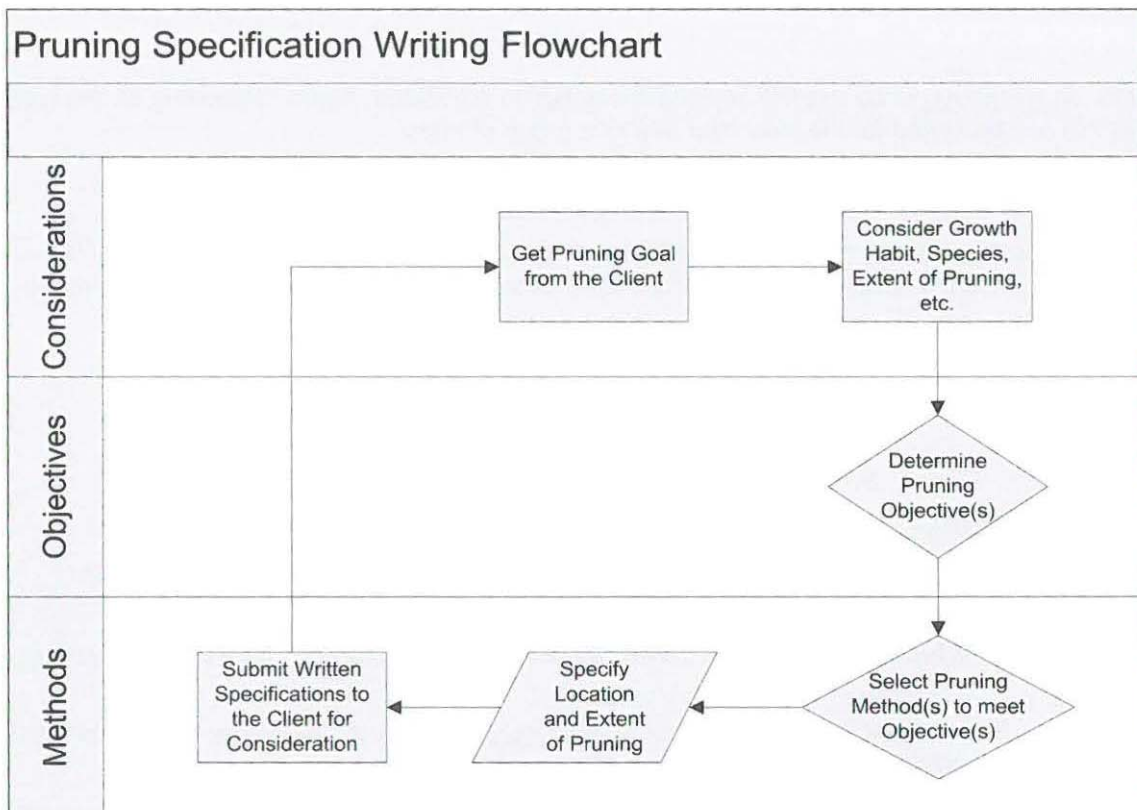 Pruning Specification Writing Flowchart
Considerations
Get Pruning Goal
from the Client
Consider Growth
Habit, Species,
Extent of Pruning,
etc.
Objectives
Determine
Pruning
Objective(s)
Methods
Submit Written
Specifications to
the Client for
Consideration
Specify
Location
and Extent
of Pruning
Select Pruning
Method(s) to meet
Objective(s)